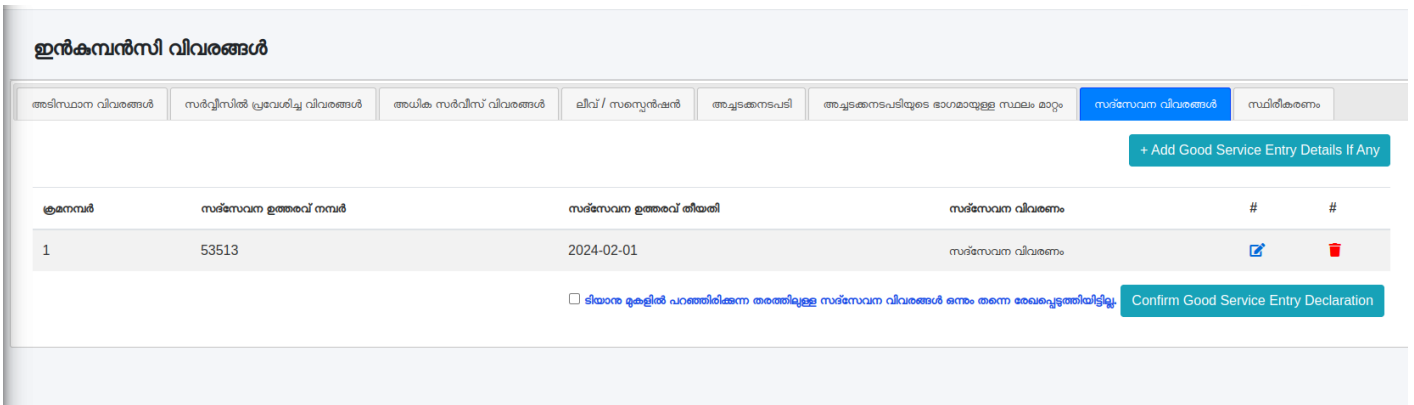 ഇൻകുമ്പൻസി വിവരങ്ങൾ
അടിസ്ഥാന വിവരങ്ങൾ സർവ്വീസിൽ പ്രവേശിച്ച വിവരങ്ങൾ അധിക സർവീസ് വിവരങ്ങൾ ലീവ് / സസ്പെൻഷൻ അച്ചടക്കനടപടി അച്ചടക്കനടപടിയുടെ ഭാഗമായുള്ള സ്ഥലം മാറ്റം സദ്സേവന വിവരങ്ങൾ സ്ഥിരീകരണം
+ Add Good Service Entry Details If Any
ക്രമനമ്പർ സദ്സേവന ഉത്തരവ് നമ്പർ സദ്സേവന ഉത്തരവ് തീയതി സദ്സേവന വിവരണം # #
1 53513 2024-02-01 സദ്സേവന വിവരണം
ടിയാനു മുകളിൽ പറഞ്ഞിരിക്കുന്ന തരത്തിലുള്ള സദ്സേവന വിവരങ്ങൾ ഒന്നും തന്നെ രേഖപ്പെടുത്തിയിട്ടില്ല. Confirm Good Service Entry Declaration